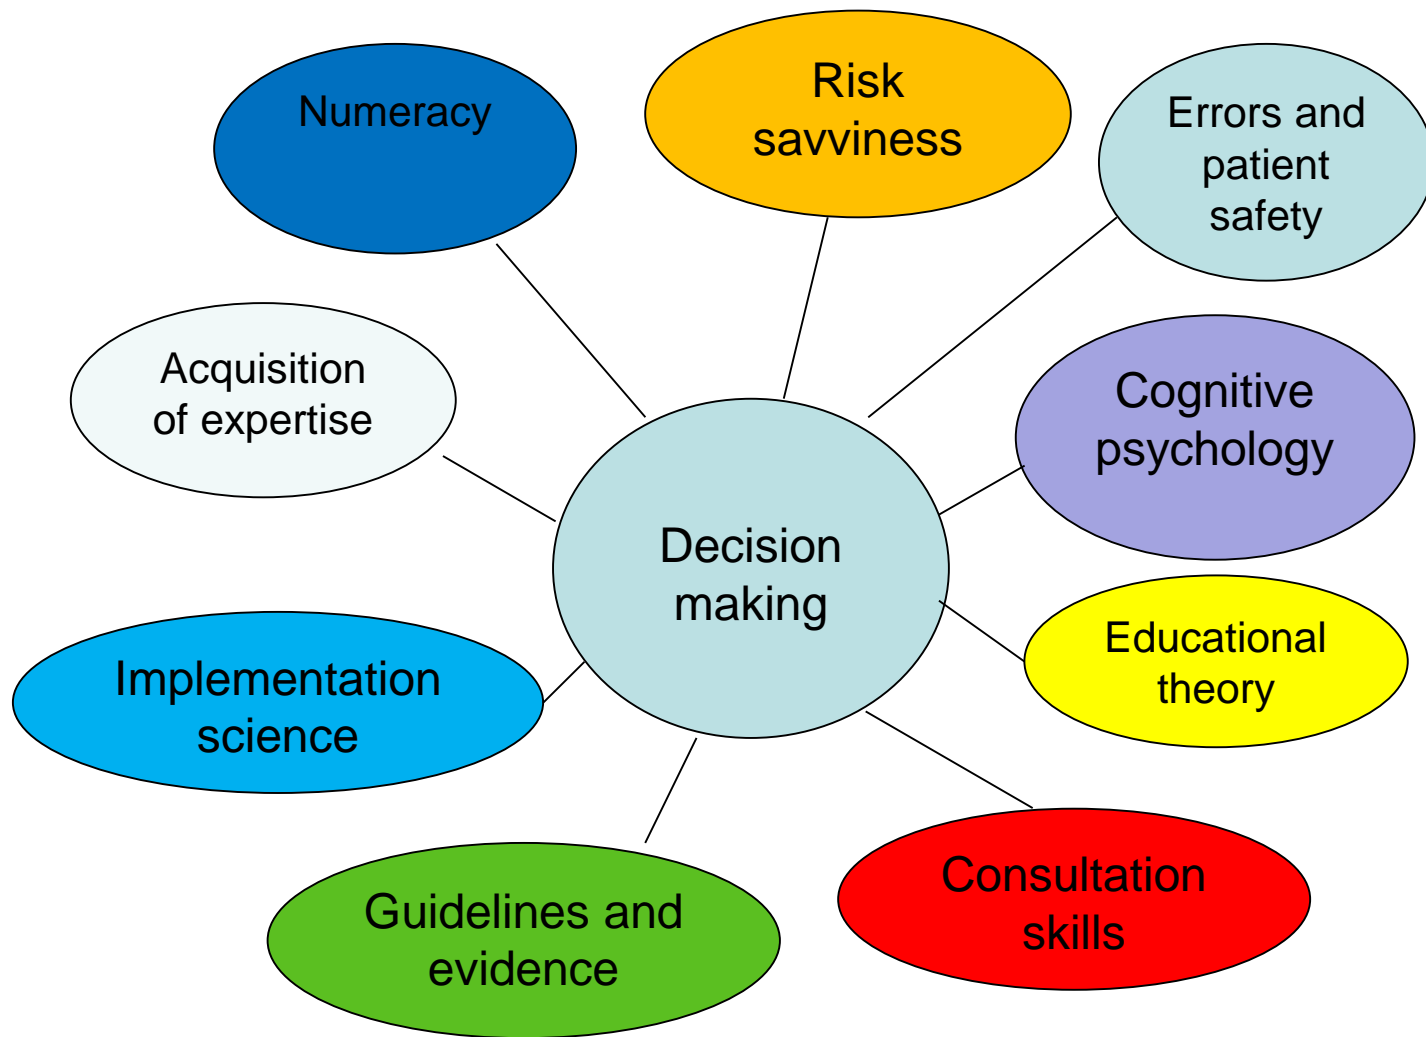 Numeracy
Risk
savviness
Errors and
patient
safety
Acquisition
of expertise
Cognitive
psychology
Decision
making
Educational
theory
Implementation
science
Consultation
skills
Guidelines and
evidence